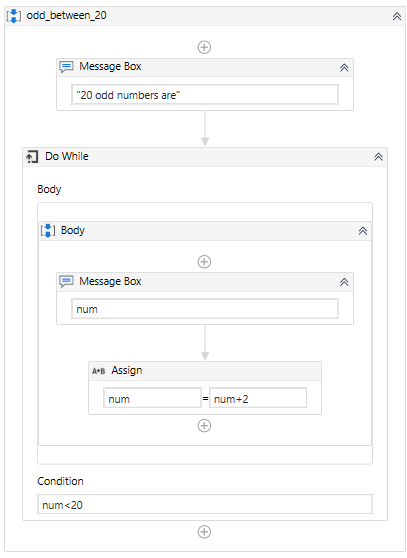 odd_between_20
Message Box
"20 odd numbers are"
Do While
Body
Body
Message Box
num
A+B Assign
num = num+2
Condition
num<20